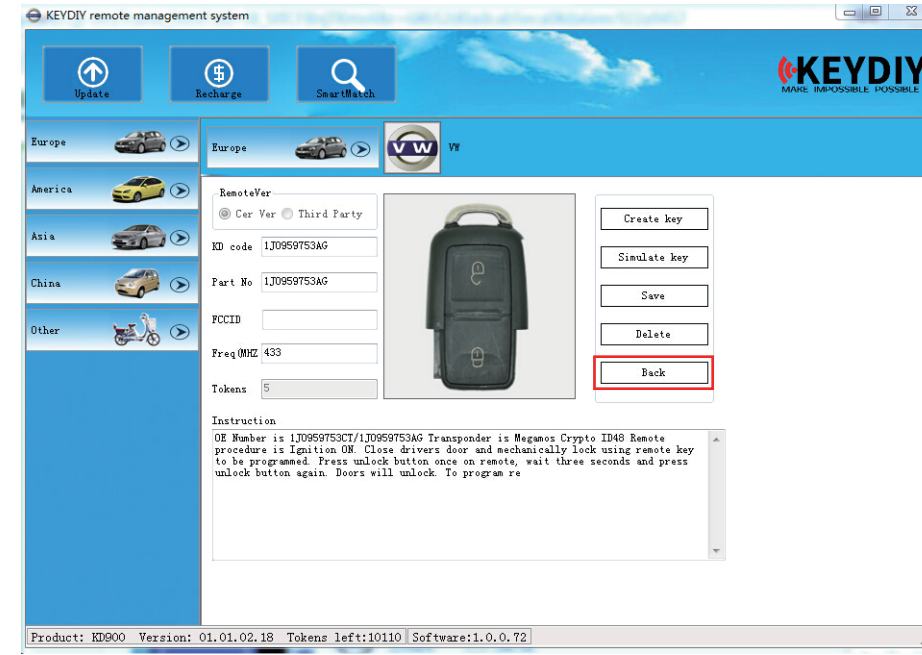 KEYDIY remote management system
Update
Recharge
SmartMatch
KEYDIY
MAKE IMPOSSIBLE POSSIBLE
Europe
America
Asia
China
Other
Europe
VW
VW
RemoteVer
Cer Ver Third Party
KD code 1J0959753AG
Part No 1J0959753AG
FCCID
Freq(MHZ 433
Tokens 5
Create key
Simulate key
Save
Delete
Back
Instruction
OE Number is 1J0959753CT/1J0959753AG Transponder is Megamos Crypto ID48 Remote
procedure is Ignition ON. Close drivers door and mechanically lock using remote key
to be programmed. Press unlock button once on remote, wait three seconds and press
unlock button again. Doors will unlock. To program re
Product: KD900 Version: 01.01.02.18 Tokens left:10110 Software:1.0.0.72